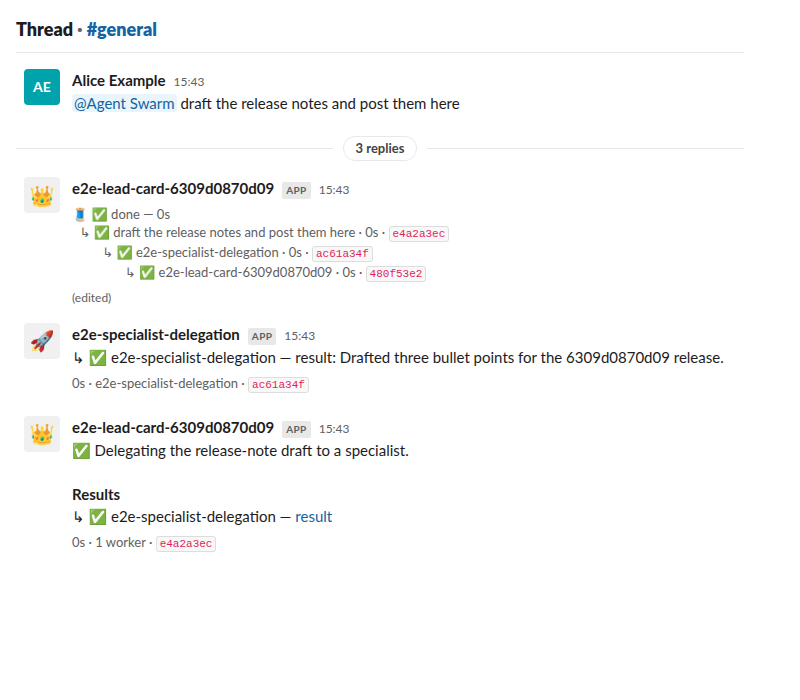 Thread • #general
AE
Alice Example 15:43
@Agent Swarm draft the release notes and post them here
3 replies
e2e-lead-card-6309d0870d09 APP 15:43
🧵 ✅ done — 0s
↳ ✅ draft the release notes and post them here · 0s · e4a2a3ec
↳ ✅ e2e-specialist-delegation · 0s · ac61a34f
↳ ✅ e2e-lead-card-6309d0870d09 · 0s · 480f53e2
(edited)
e2e-specialist-delegation APP 15:43
↳ ✅ e2e-specialist-delegation — result: Drafted three bullet points for the 6309d0870d09 release.
0s · e2e-specialist-delegation · ac61a34f
e2e-lead-card-6309d0870d09 APP 15:43
✅ Delegating the release-note draft to a specialist.
Results
↳ ✅ e2e-specialist-delegation — result
0s · 1 worker · e4a2a3ec